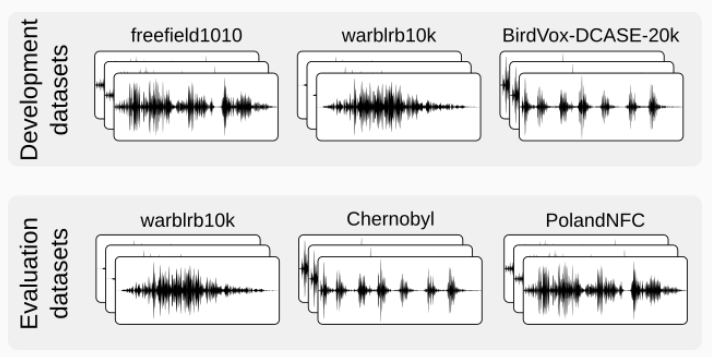 Development
datasets
freefield1010
warblrb10k
BirdVox-DCASE-20k
Evaluation
datasets
warblrb10k
Chernobyl
PolandNFC